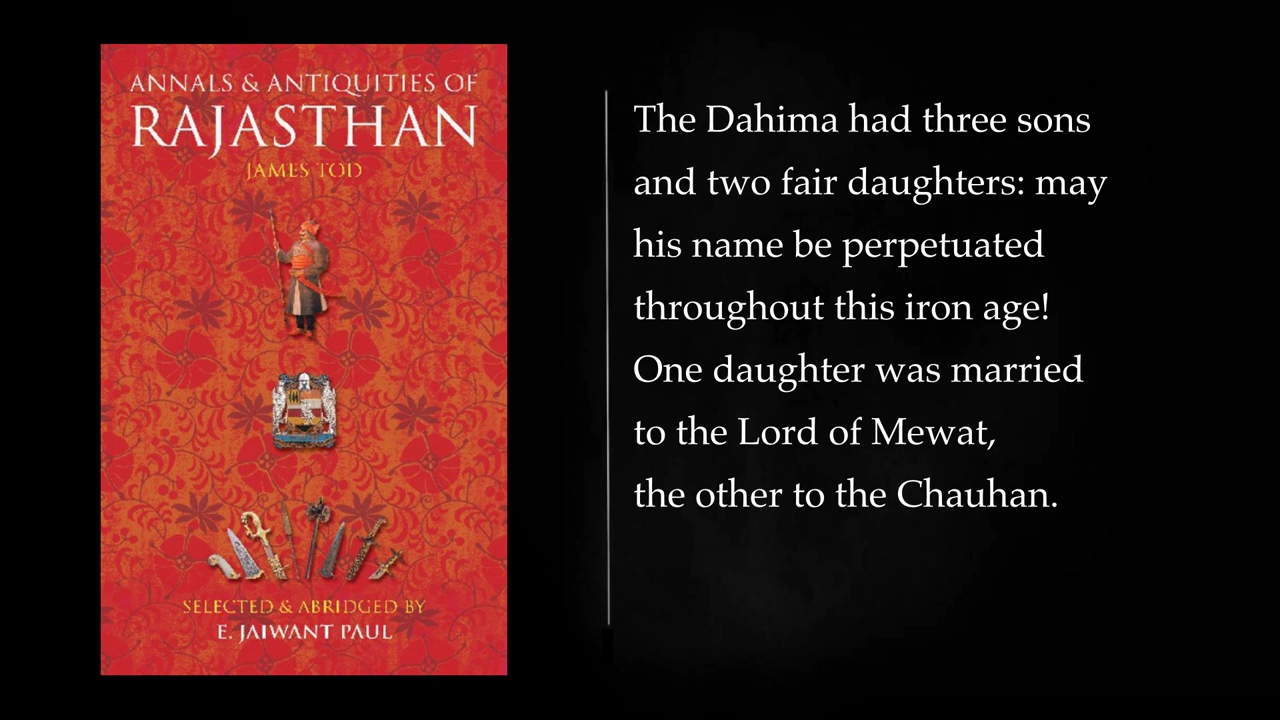 ANNALS & ANTIQUITIES OF
RAJASTHAN
JAMES TOD
SELECTED & ABRIDGED BY
E. JAIWANT PAUL
The Dahima had three sons
and two fair daughters: may
his name be perpetuated
throughout this iron age!
One daughter was married
to the Lord of Mewat,
the other to the Chauhan.